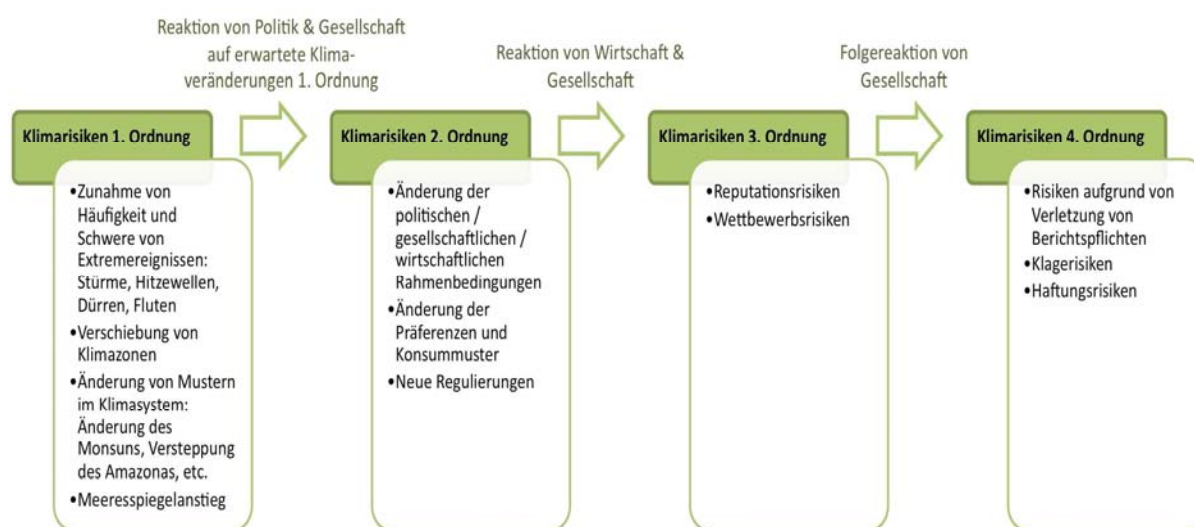 Reaktion von Politik & Gesellschaft
auf erwartete Klima-
veränderungen 1. Ordnung
Reaktion von Wirtschaft &
Gesellschaft
Folgereaktion von
Gesellschaft
Klimarisiken 1. Ordnung
•Zunahme von
Häufigkeit und
Schwere von
Extremereignissen:
Stürme, Hitzewellen,
Dürren, Fluten
•Verschiebung von
Klimazonen
•Änderung von Mustern
im Klimasystem:
Änderung des
Monsuns, Versteppung
des Amazonas, etc.
•Meeresspiegelanstieg
Klimarisiken 2. Ordnung
•Änderung der
politischen /
gesellschaftlichen /
wirtschaftlichen
Rahmenbedingungen
•Änderung der
Präferenzen und
Konsummuster
•Neue Regulierungen
Klimarisiken 3. Ordnung
•Reputationsrisiken
•Wettbewerbsrisiken
Klimarisiken 4. Ordnung
•Risiken aufgrund von
Verletzung von
Berichtspflichten
•Klagerisiken
•Haftungsrisiken